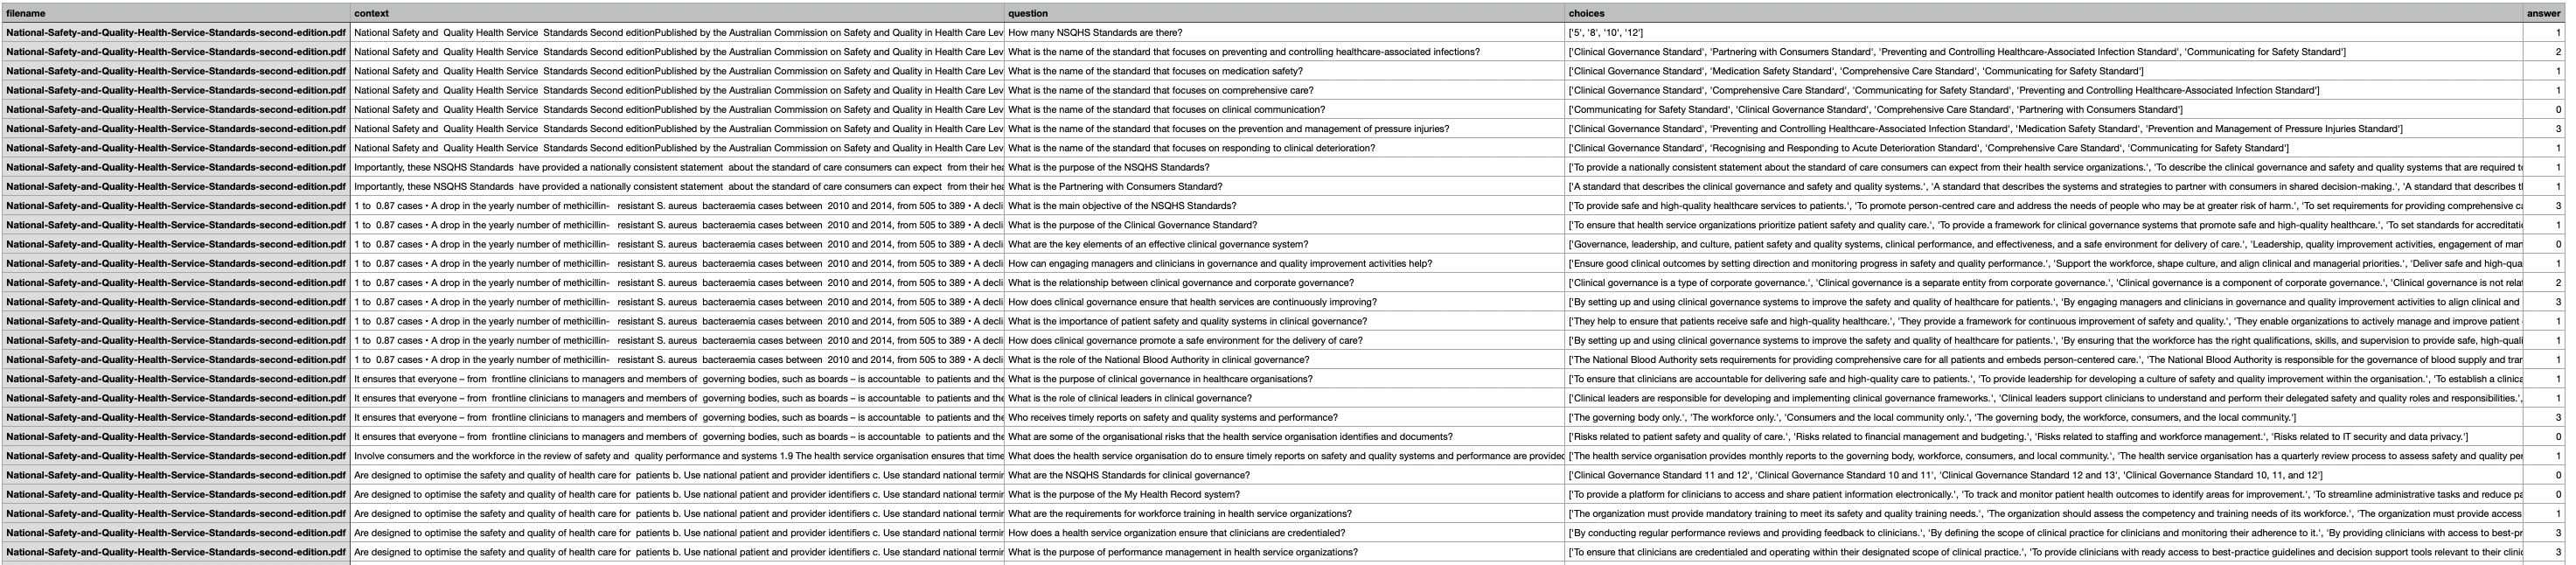 filename context question choices answer
National-Safety-and-Quality-Health-Service-Standards-second-edition.pdf National Safety and Quality Health Service Standards Second editionPublished by the Australian Commission on Safety and Quality in Health Care Lev How many NSQHS Standards are there? ['5', '8', '10', '12'] 1
National-Safety-and-Quality-Health-Service-Standards-second-edition.pdf National Safety and Quality Health Service Standards Second editionPublished by the Australian Commission on Safety and Quality in Health Care Lev What is the name of the standard that focuses on preventing and controlling healthcare-associated infections? ['Clinical Governance Standard', 'Partnering with Consumers Standard', 'Preventing and Controlling Healthcare-Associated Infection Standard', 'Communicating for Safety Standard'] 2
National-Safety-and-Quality-Health-Service-Standards-second-edition.pdf National Safety and Quality Health Service Standards Second editionPublished by the Australian Commission on Safety and Quality in Health Care Lev What is the name of the standard that focuses on medication safety? ['Clinical Governance Standard', 'Medication Safety Standard', 'Comprehensive Care Standard', 'Communicating for Safety Standard'] 1
National-Safety-and-Quality-Health-Service-Standards-second-edition.pdf National Safety and Quality Health Service Standards Second editionPublished by the Australian Commission on Safety and Quality in Health Care Lev What is the name of the standard that focuses on comprehensive care? ['Clinical Governance Standard', 'Comprehensive Care Standard', 'Communicating for Safety Standard', 'Preventing and Controlling Healthcare-Associated Infection Standard'] 1
National-Safety-and-Quality-Health-Service-Standards-second-edition.pdf National Safety and Quality Health Service Standards Second editionPublished by the Australian Commission on Safety and Quality in Health Care Lev What is the name of the standard that focuses on clinical communication? ['Communicating for Safety Standard', 'Clinical Governance Standard', 'Comprehensive Care Standard', 'Partnering with Consumers Standard'] 0
National-Safety-and-Quality-Health-Service-Standards-second-edition.pdf National Safety and Quality Health Service Standards Second editionPublished by the Australian Commission on Safety and Quality in Health Care Lev What is the name of the standard that focuses on the prevention and management of pressure injuries? ['Clinical Governance Standard', 'Preventing and Controlling Healthcare-Associated Infection Standard', 'Medication Safety Standard', 'Prevention and Management of Pressure Injuries Standard'] 3
National-Safety-and-Quality-Health-Service-Standards-second-edition.pdf National Safety and Quality Health Service Standards Second editionPublished by the Australian Commission on Safety and Quality in Health Care Lev What is the name of the standard that focuses on responding to clinical deterioration? ['Clinical Governance Standard', 'Recognising and Responding to Acute Deterioration Standard', 'Comprehensive Care Standard', 'Communicating for Safety Standard'] 1
National-Safety-and-Quality-Health-Service-Standards-second-edition.pdf Importantly, these NSQHS Standards have provided a nationally consistent statement about the standard of care consumers can expect from their hea What is the purpose of the NSQHS Standards? ['To provide a nationally consistent statement about the standard of care consumers can expect from their health service organizations.', 'To describe the clinical governance and safety and quality systems that are required to 1
National-Safety-and-Quality-Health-Service-Standards-second-edition.pdf Importantly, these NSQHS Standards have provided a nationally consistent statement about the standard of care consumers can expect from their hea What is the Partnering with Consumers Standard? ['A standard that describes the clinical governance and safety and quality systems.', 'A standard that describes the systems and strategies to partner with consumers in shared decision-making.', 'A standard that describes t 1
National-Safety-and-Quality-Health-Service-Standards-second-edition.pdf 1 to 0.87 cases • A drop in the yearly number of methicillin- resistant S. aureus bacteraemia cases between 2010 and 2014, from 505 to 389 • A decli What is the main objective of the NSQHS Standards? ['To provide safe and high-quality healthcare services to patients.', 'To promote person-centred care and address the needs of people who may be at greater risk of harm.', 'To set requirements for providing comprehensive ca 3
National-Safety-and-Quality-Health-Service-Standards-second-edition.pdf 1 to 0.87 cases • A drop in the yearly number of methicillin- resistant S. aureus bacteraemia cases between 2010 and 2014, from 505 to 389 • A decli What is the purpose of the Clinical Governance Standard? ['To ensure that health service organizations prioritize patient safety and quality care.', 'To provide a framework for clinical governance systems that promote safe and high-quality healthcare.', 'To set standards for accreditati 1
National-Safety-and-Quality-Health-Service-Standards-second-edition.pdf 1 to 0.87 cases • A drop in the yearly number of methicillin- resistant S. aureus bacteraemia cases between 2010 and 2014, from 505 to 389 • A decli What are the key elements of an effective clinical governance system? ['Governance, leadership, and culture, patient safety and quality systems, clinical performance, and effectiveness, and a safe environment for delivery of care.', 'Leadership, quality improvement activities, engagement of man 0
National-Safety-and-Quality-Health-Service-Standards-second-edition.pdf 1 to 0.87 cases • A drop in the yearly number of methicillin- resistant S. aureus bacteraemia cases between 2010 and 2014, from 505 to 389 • A decli How can engaging managers and clinicians in governance and quality improvement activities help? ['Ensure good clinical outcomes by setting direction and monitoring progress in safety and quality performance.', 'Support the workforce, shape culture, and align clinical and managerial priorities.', 'Deliver safe and high-qua 1
National-Safety-and-Quality-Health-Service-Standards-second-edition.pdf 1 to 0.87 cases • A drop in the yearly number of methicillin- resistant S. aureus bacteraemia cases between 2010 and 2014, from 505 to 389 • A decli What is the relationship between clinical governance and corporate governance? ['Clinical governance is a type of corporate governance.', 'Clinical governance is a separate entity from corporate governance.', 'Clinical governance is a component of corporate governance.', 'Clinical governance is not relat 2
National-Safety-and-Quality-Health-Service-Standards-second-edition.pdf 1 to 0.87 cases • A drop in the yearly number of methicillin- resistant S. aureus bacteraemia cases between 2010 and 2014, from 505 to 389 • A decli How does clinical governance ensure that health services are continuously improving? ['By setting up and using clinical governance systems to improve the safety and quality of healthcare for patients.', 'By engaging managers and clinicians in governance and quality improvement activities to align clinical and 3
National-Safety-and-Quality-Health-Service-Standards-second-edition.pdf 1 to 0.87 cases • A drop in the yearly number of methicillin- resistant S. aureus bacteraemia cases between 2010 and 2014, from 505 to 389 • A decli What is the importance of patient safety and quality systems in clinical governance? ['They help to ensure that patients receive safe and high-quality healthcare.', 'They provide a framework for continuous improvement of safety and quality.', 'They enable organizations to actively manage and improve patient 1
National-Safety-and-Quality-Health-Service-Standards-second-edition.pdf 1 to 0.87 cases • A drop in the yearly number of methicillin- resistant S. aureus bacteraemia cases between 2010 and 2014, from 505 to 389 • A decli How does clinical governance promote a safe environment for the delivery of care? ['By setting up and using clinical governance systems to improve the safety and quality of healthcare for patients.', 'By ensuring that the workforce has the right qualifications, skills, and supervision to provide safe, high-quali 1
National-Safety-and-Quality-Health-Service-Standards-second-edition.pdf 1 to 0.87 cases • A drop in the yearly number of methicillin- resistant S. aureus bacteraemia cases between 2010 and 2014, from 505 to 389 • A decli What is the role of the National Blood Authority in clinical governance? ['The National Blood Authority sets requirements for providing comprehensive care for all patients and embeds person-centered care.', 'The National Blood Authority is responsible for the governance of blood supply and tran 1
National-Safety-and-Quality-Health-Service-Standards-second-edition.pdf It ensures that everyone – from frontline clinicians to managers and members of governing bodies, such as boards – is accountable to patients and the What is the purpose of clinical governance in healthcare organisations? ['To ensure that clinicians are accountable for delivering safe and high-quality care to patients.', 'To provide leadership for developing a culture of safety and quality improvement within the organisation.', 'To establish a clinica 1
National-Safety-and-Quality-Health-Service-Standards-second-edition.pdf It ensures that everyone – from frontline clinicians to managers and members of governing bodies, such as boards – is accountable to patients and the What is the role of clinical leaders in clinical governance? ['Clinical leaders are responsible for developing and implementing clinical governance frameworks.', 'Clinical leaders support clinicians to understand and perform their delegated safety and quality roles and responsibilities.', 1
National-Safety-and-Quality-Health-Service-Standards-second-edition.pdf It ensures that everyone – from frontline clinicians to managers and members of governing bodies, such as boards – is accountable to patients and the Who receives timely reports on safety and quality systems and performance? ['The governing body only.', 'The workforce only.', 'Consumers and the local community only.', 'The governing body, the workforce, consumers, and the local community.'] 3
National-Safety-and-Quality-Health-Service-Standards-second-edition.pdf It ensures that everyone – from frontline clinicians to managers and members of governing bodies, such as boards – is accountable to patients and the What are some of the organisational risks that the health service organisation identifies and documents? ['Risks related to patient safety and quality of care.', 'Risks related to financial management and budgeting.', 'Risks related to staffing and workforce management.', 'Risks related to IT security and data privacy.'] 0
National-Safety-and-Quality-Health-Service-Standards-second-edition.pdf Involve consumers and the workforce in the review of safety and quality performance and systems 1.9 The health service organisation ensures that time What does the health service organisation do to ensure timely reports on safety and quality systems and performance are provided ['The health service organisation provides monthly reports to the governing body, workforce, consumers, and local community.', 'The health service organisation has a quarterly review process to assess safety and quality per 1
National-Safety-and-Quality-Health-Service-Standards-second-edition.pdf Are designed to optimise the safety and quality of health care for patients b. Use national patient and provider identifiers c. Use standard national termin What are the NSQHS Standards for clinical governance? ['Clinical Governance Standard 11 and 12', 'Clinical Governance Standard 10 and 11', 'Clinical Governance Standard 12 and 13', 'Clinical Governance Standard 10, 11, and 12'] 0
National-Safety-and-Quality-Health-Service-Standards-second-edition.pdf Are designed to optimise the safety and quality of health care for patients b. Use national patient and provider identifiers c. Use standard national termin What is the purpose of the My Health Record system? ['To provide a platform for clinicians to access and share patient information electronically.', 'To track and monitor patient health outcomes to identify areas for improvement.', 'To streamline administrative tasks and reduce pa 0
National-Safety-and-Quality-Health-Service-Standards-second-edition.pdf Are designed to optimise the safety and quality of health care for patients b. Use national patient and provider identifiers c. Use standard national termin What are the requirements for workforce training in health service organizations? ['The organization must provide mandatory training to meet its safety and quality training needs.', 'The organization should assess the competency and training needs of its workforce.', 'The organization must provide access 1
National-Safety-and-Quality-Health-Service-Standards-second-edition.pdf Are designed to optimise the safety and quality of health care for patients b. Use national patient and provider identifiers c. Use standard national termin How does a health service organization ensure that clinicians are credentialed? ['By conducting regular performance reviews and providing feedback to clinicians.', 'By defining the scope of clinical practice for clinicians and monitoring their adherence to it.', 'By providing clinicians with access to best-pr 3
National-Safety-and-Quality-Health-Service-Standards-second-edition.pdf Are designed to optimise the safety and quality of health care for patients b. Use national patient and provider identifiers c. Use standard national termin What is the purpose of performance management in health service organizations? ['To ensure that clinicians are credentialed and operating within their designated scope of clinical practice.', 'To provide clinicians with ready access to best-practice guidelines and decision support tools relevant to their clinic 3